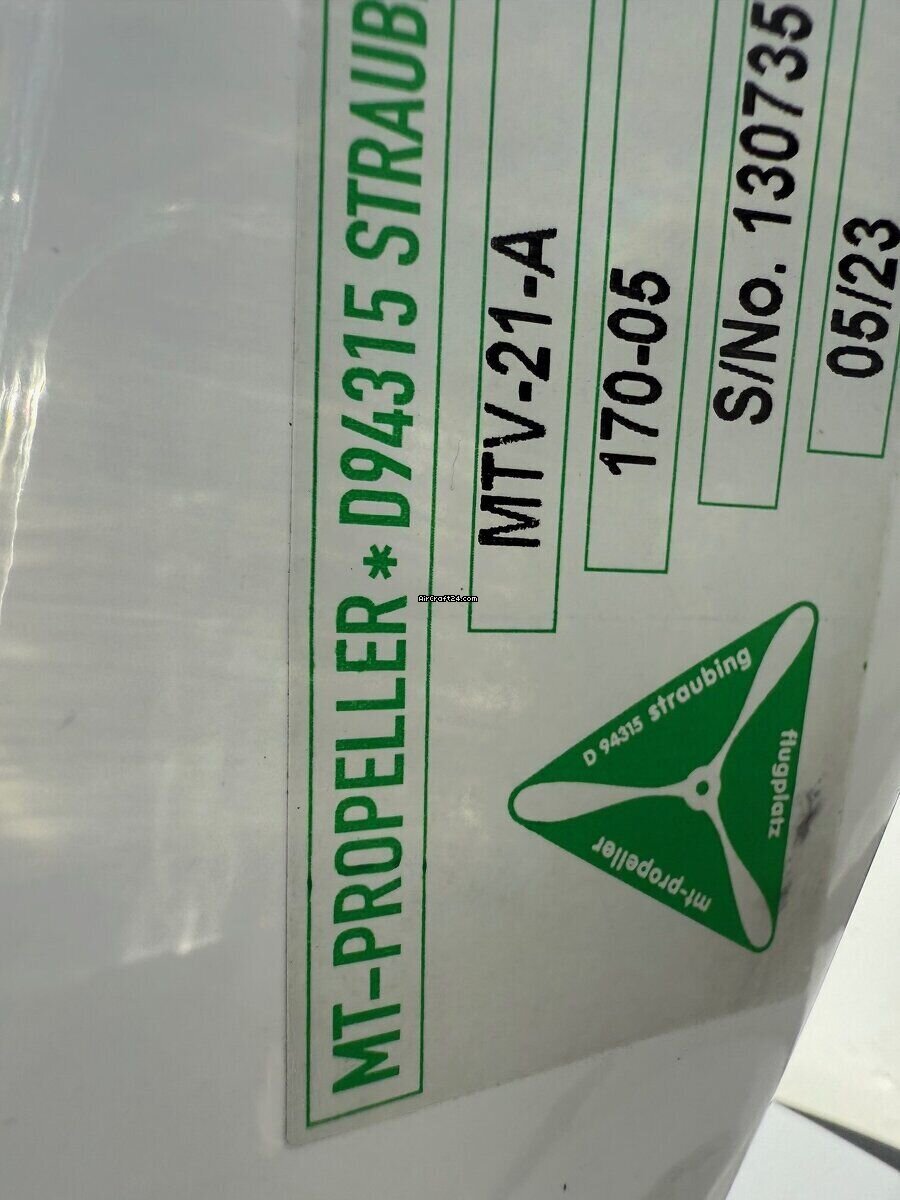 MT-PROPELLER * D94315 STRAUB
MTV-21-A
170-05
S/No. 130735
05/23
D 94315 straubing
flugplatz
mt-propeller
AirCraft24.com